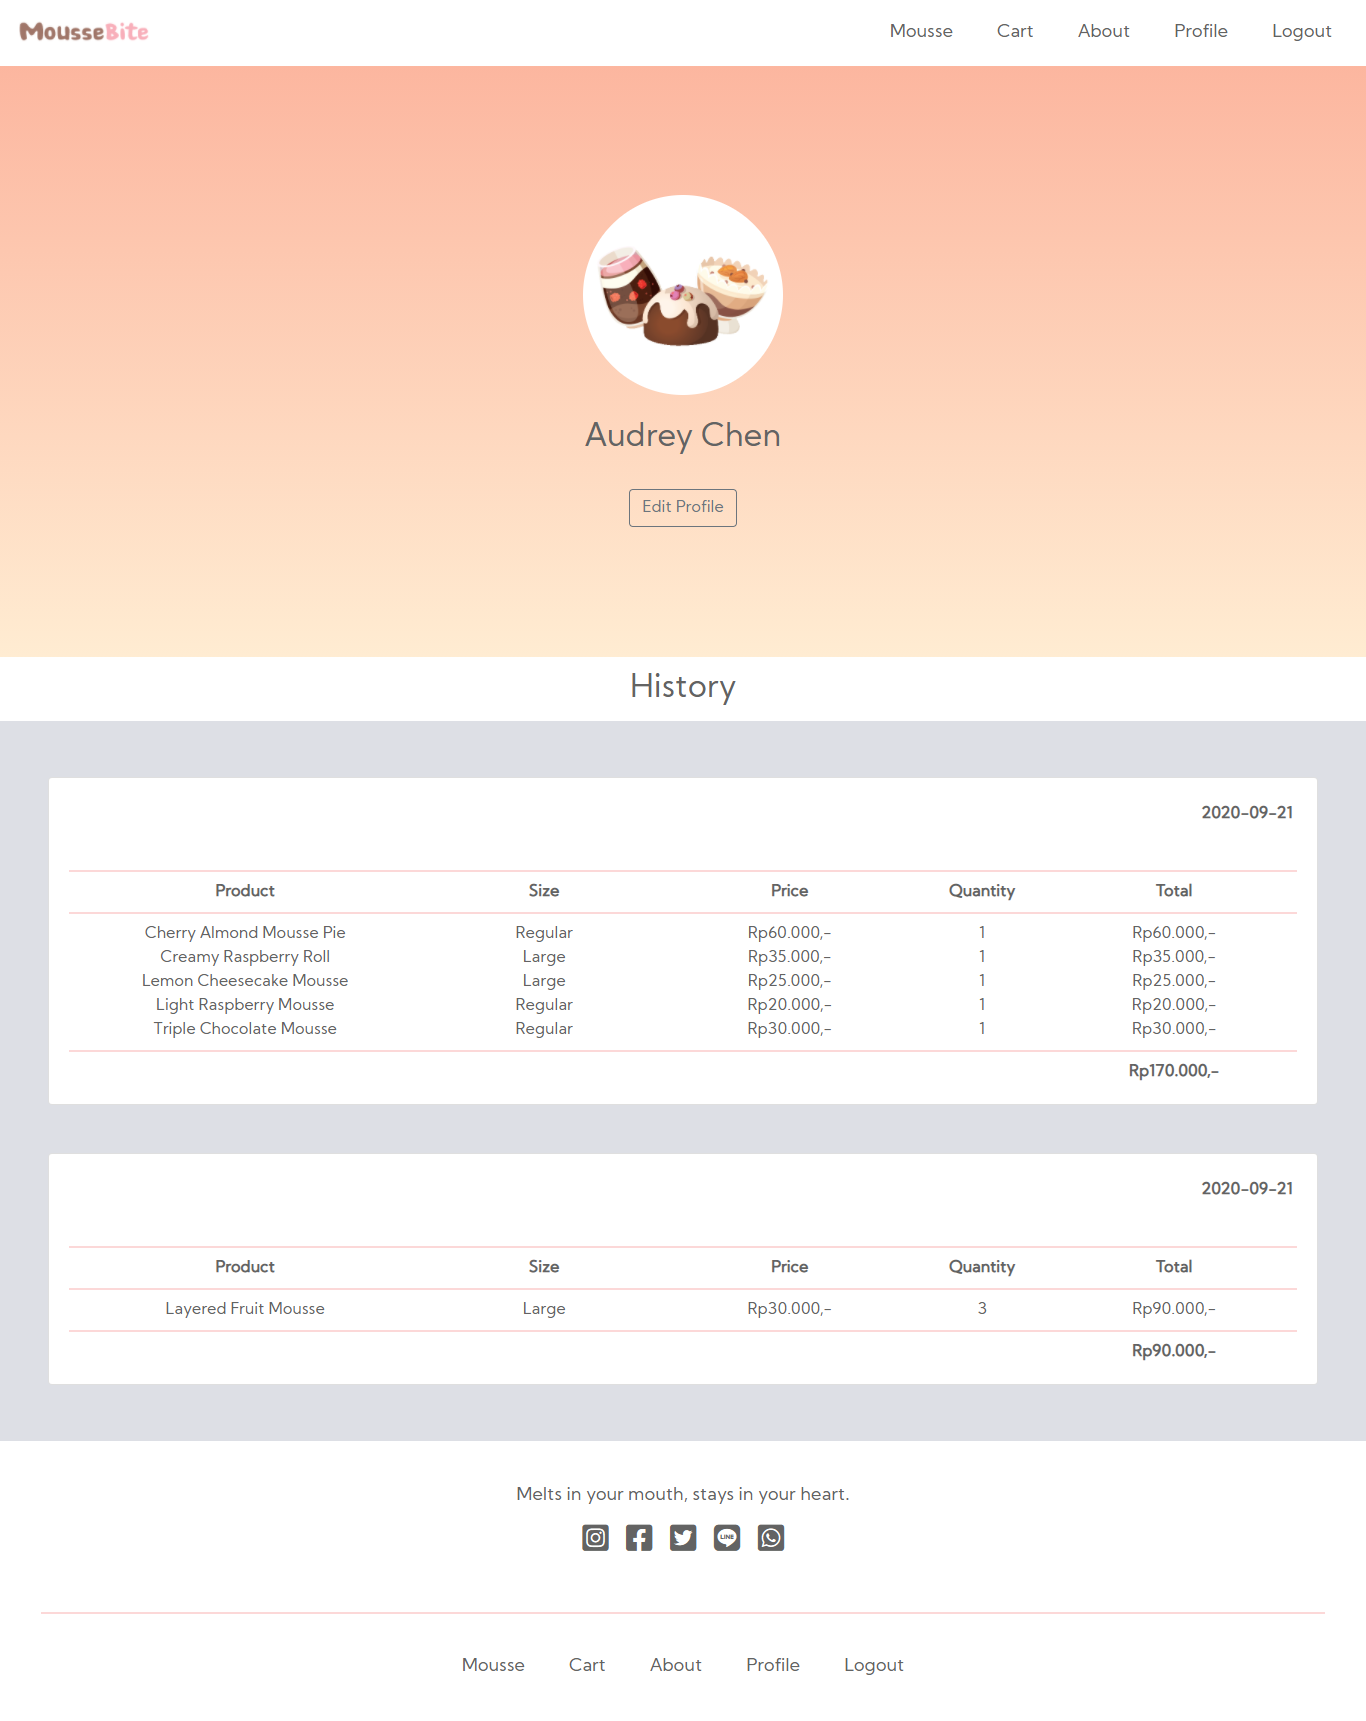 MousseBite Mousse Cart About Profile Logout
Audrey Chen
Edit Profile
History
2020-09-21
Product Size Price Quantity Total
Cherry Almond Mousse Pie Regular Rp60.000,- 1 Rp60.000,-
Creamy Raspberry Roll Large Rp35.000,- 1 Rp35.000,-
Lemon Cheesecake Mousse Large Rp25.000,- 1 Rp25.000,-
Light Raspberry Mousse Regular Rp20.000,- 1 Rp20.000,-
Triple Chocolate Mousse Regular Rp30.000,- 1 Rp30.000,-
Rp170.000,-
2020-09-21
Product Size Price Quantity Total
Layered Fruit Mousse Large Rp30.000,- 3 Rp90.000,-
Rp90.000,-
Melts in your mouth, stays in your heart.
LINE
Mousse Cart About Profile Logout